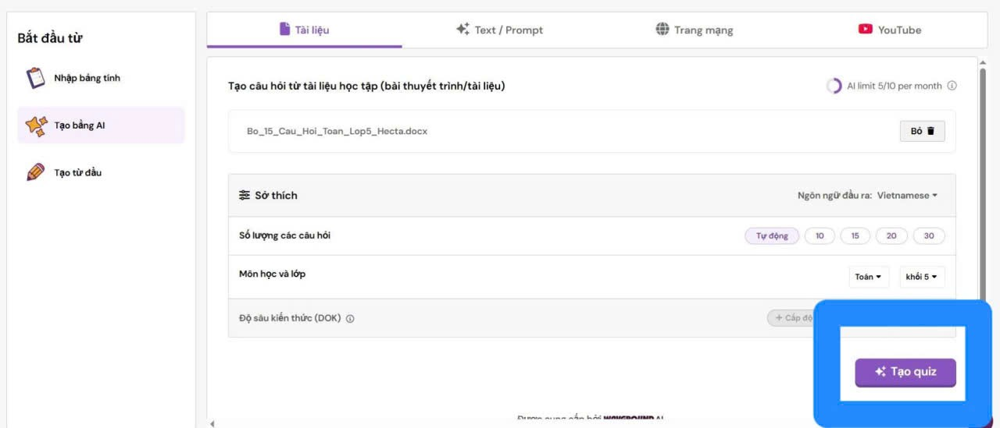 Bắt đầu từ
Nhập bảng tính
Tạo bằng AI
Tạo từ đầu
Tài liệu
Text / Prompt
Trang mạng
YouTube
Tạo câu hỏi từ tài liệu học tập (bài thuyết trình/tài liệu)
AI limit 5/10 per month
Bo_15_Cau_Hoi_Toan_Lop5_Hecta.docx
Bỏ
Sở thích
Ngôn ngữ đầu ra: Vietnamese
Số lượng các câu hỏi
Tự động 10 15 20 30
Môn học và lớp
Toán
khối 5
Độ sâu kiến thức (DOK)
+ Cấp độ
Tạo quiz
Được cung cấp bởi WAYGROUND AI